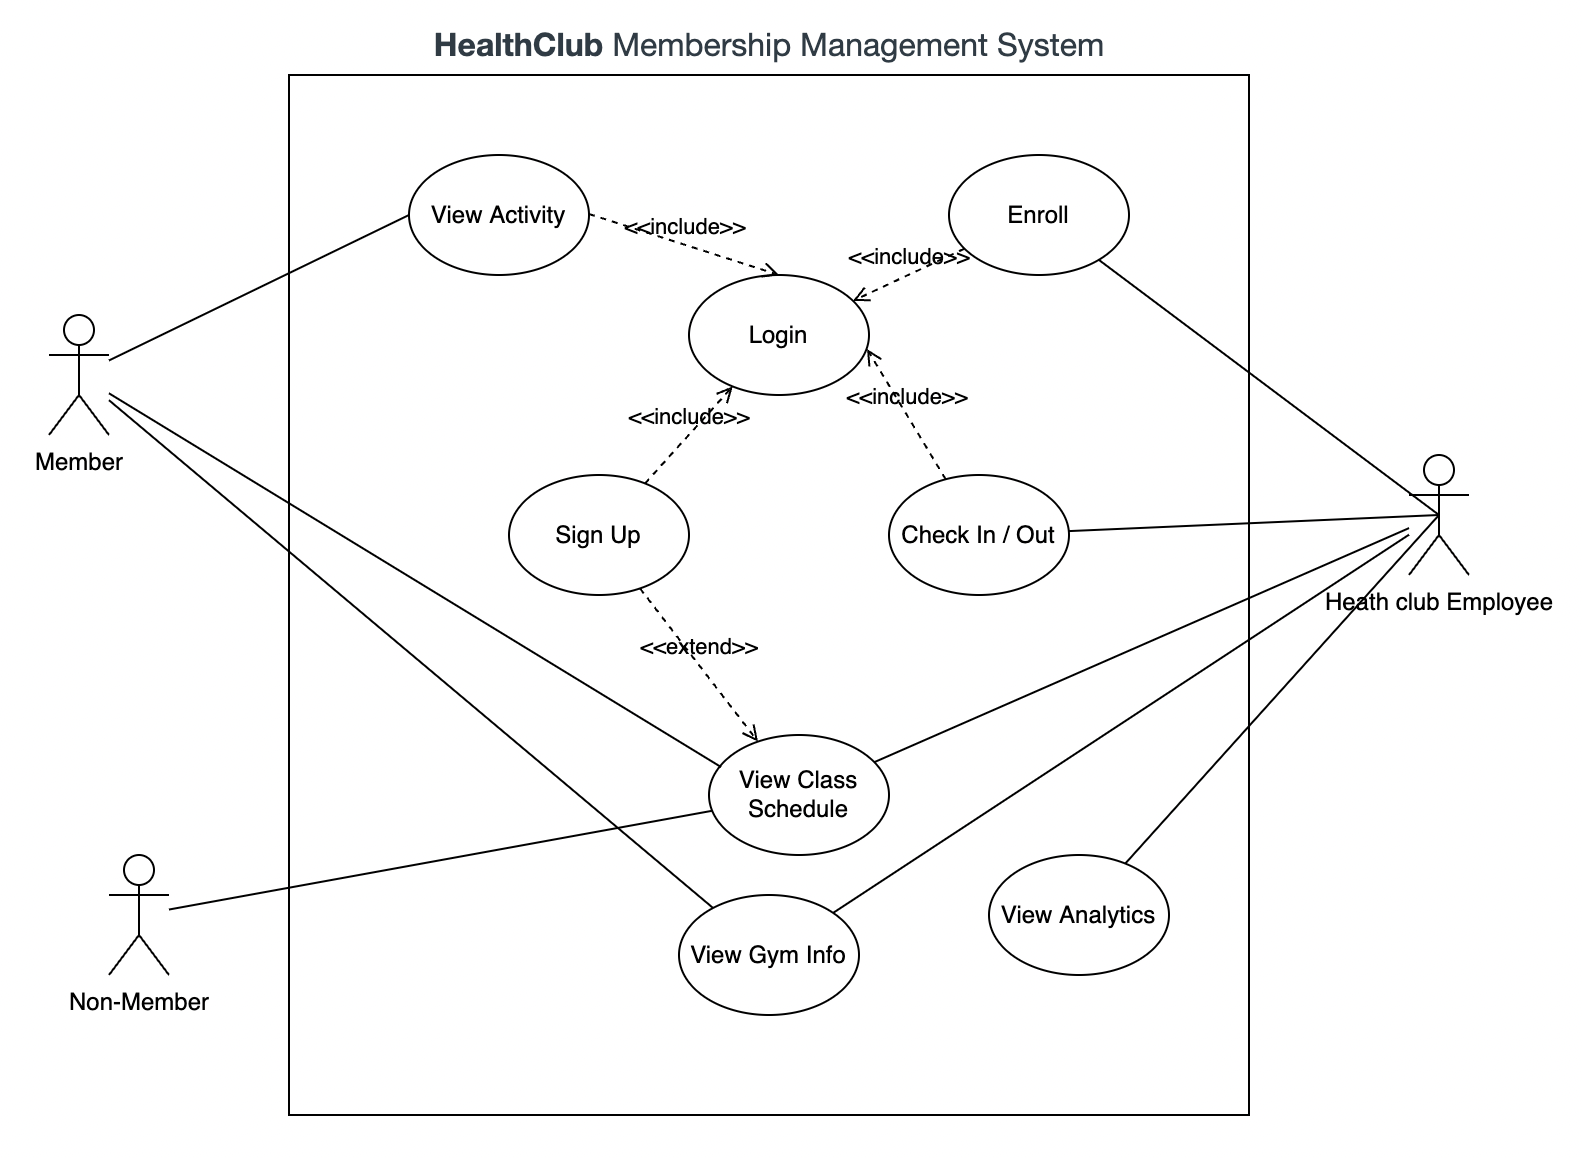 HealthClub Membership Management System
View Activity
Enroll
<<include>>
<<include>>
Login
Member
<<include>>
<<include>>
Sign Up
Check In / Out
Heath club Employee
<<extend>>
View Class
Schedule
View Analytics
View Gym Info
Non-Member